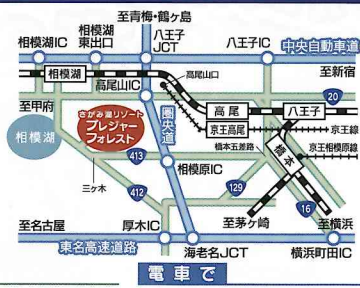 至青梅・鶴ヶ島
相模湖IC
相模湖
東出口
八王子
JCT
八王子IC
中央自動車道
相模湖
高尾山IC
高尾山口
至新宿
至甲府
さがみ湖リゾート
プレジャー
フォレスト
圏央道
高尾
八王子
20
京王高尾
京王線
相模湖
橋本五差路
橋本
京王相模原線
413
相模原IC
三ヶ木
412
129
16
至名古屋
厚木IC
至茅ヶ崎
至横浜
東名高速道路
海老名JCT
横浜町田IC
電車で